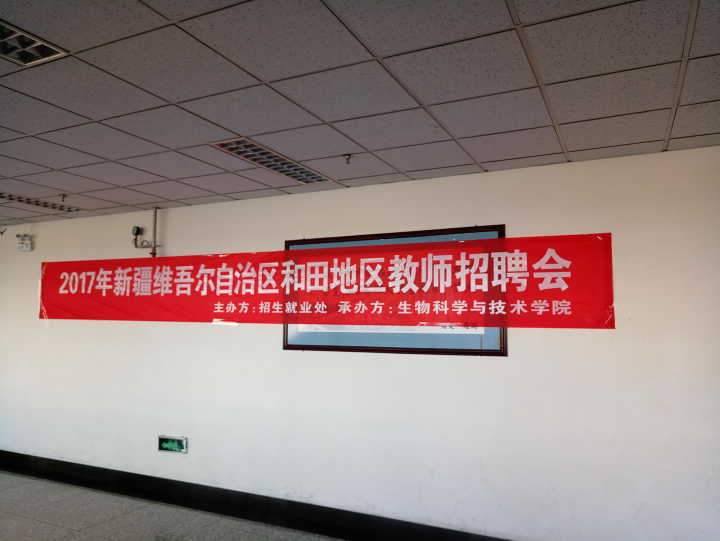 2017年新疆维吾尔自治区和田地区教师招聘会
主办方:招生就业处 承办方:生物科学与技术学院